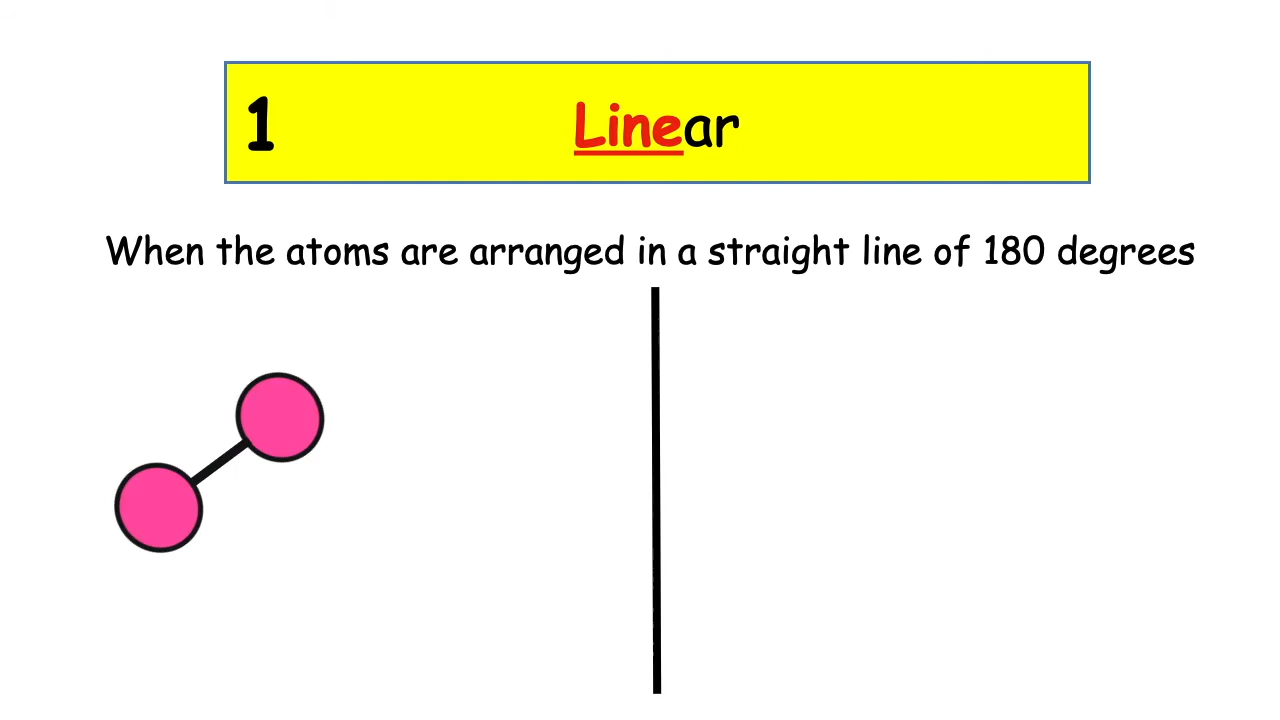 1 Linear
When the atoms are arranged in a straight line of 180 degrees